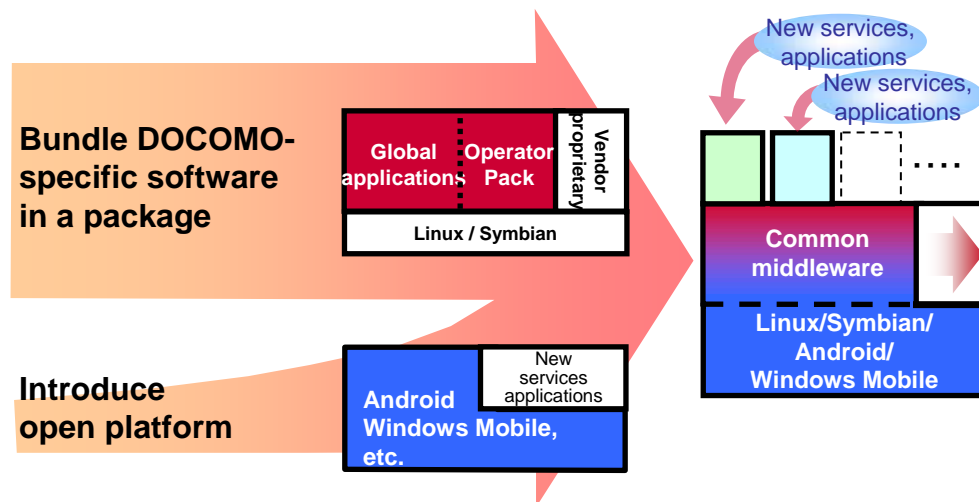 New services,
applications
New services,
applications
Bundle DOCOMO-
specific software
in a package
Global
applications
Operator
Pack
Vendor
proprietary
Linux / Symbian
Common
middleware
Linux/Symbian/
Android/
Windows Mobile
Introduce
open platform
New
services
applications
Android
Windows Mobile,
etc.